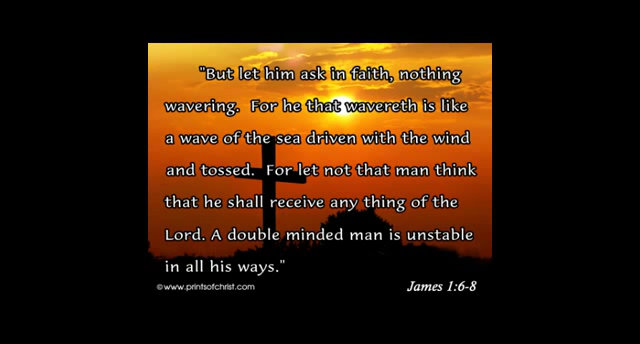 "But let him ask in faith, nothing
wavering. For he that wavereth is like
a wave of the sea driven with the wind
and tossed. For let not that man think
that he shall receive any thing of the
Lord. A double minded man is unstable
in all his ways."
©www.printsofchrist.com
James 1:6-8